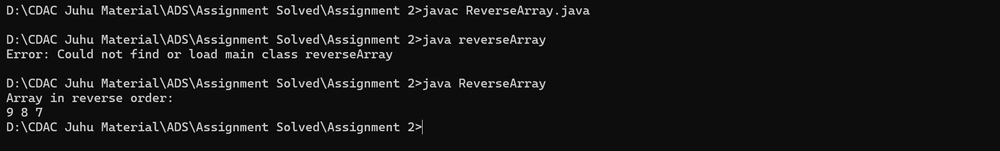 D:\CDAC Juhu Material\ADS\Assignment Solved\Assignment 2>javac ReverseArray.java
D:\CDAC Juhu Material\ADS\Assignment Solved\Assignment 2>java reverseArray
Error: Could not find or load main class reverseArray
D:\CDAC Juhu Material\ADS\Assignment Solved\Assignment 2>java ReverseArray
Array in reverse order:
9 8 7
D:\CDAC Juhu Material\ADS\Assignment Solved\Assignment 2>